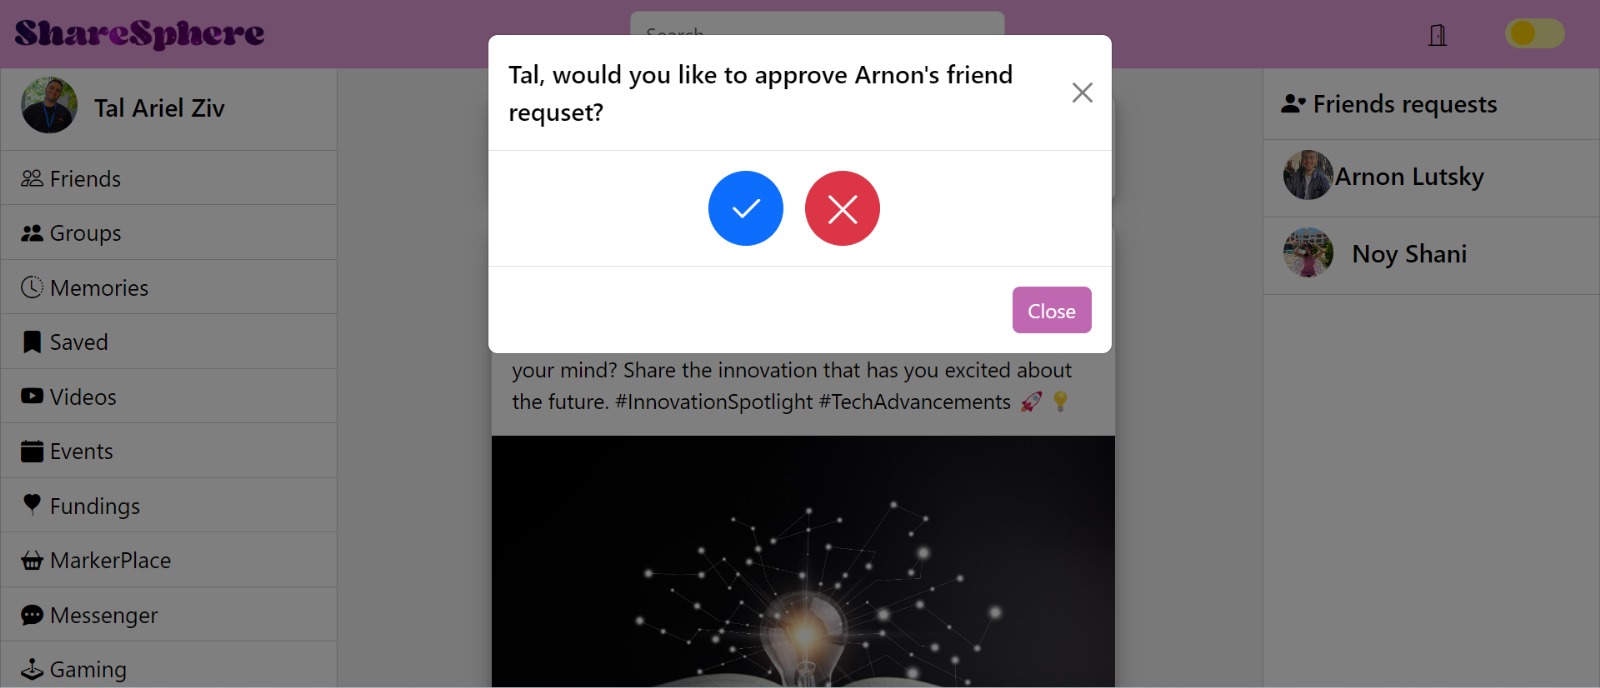 ShareSphere
Search
Tal, would you like to approve Arnon's friend
requset?
Close
Tal Ariel Ziv
Friends
Groups
Memories
Saved
Videos
Events
Fundings
MarkerPlace
Messenger
Gaming
your mind? Share the innovation that has you excited about
the future. #InnovationSpotlight #TechAdvancements 🚀 💡
Friends requests
Arnon Lutsky
Noy Shani